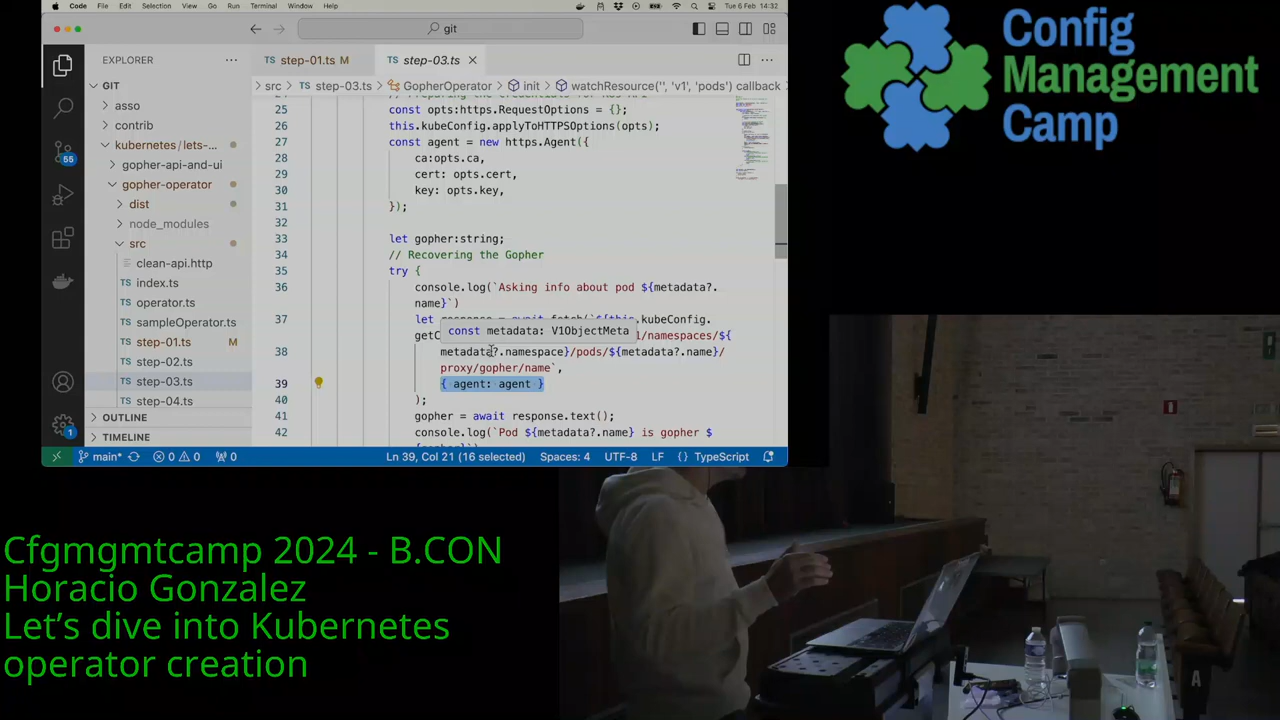 Code File Edit Selection View Go Run Terminal Window Help
Tue 6 Feb 14:32
git
EXPLORER
GIT
asso
contrib
kubernetes / lets-...
gopher-api-and-ui
gopher-operator
dist
node_modules
src
clean-api.http
TS index.ts
TS operator.ts
TS sampleOperator.ts
TS step-01.ts M
TS step-02.ts
TS step-03.ts
TS step-04.ts
OUTLINE
TIMELINE
55
1
TS step-01.ts M
TS step-03.ts
src > TS step-03.ts > GopherOperator > init > watchResource('', 'v1', 'pods') callback >
25 const opts:https.RequestOptions = {};
26 this.kubeConfig.applyToHTTPSOptions(opts);
27 const agent = new https.Agent({
28 ca:opts.ca,
29 cert: opts.cert,
30 key: opts.key,
31 });
32
33 let gopher:string;
34 // Recovering the Gopher
35 try {
36 console.log(`Asking info about pod ${metadata?.
name}`)
37 let response = await fetch(`${this.kubeConfig.
const metadata: V1ObjectMeta
getC 1/namespaces/${
38 metadata?.namespace}/pods/${metadata?.name}/
proxy/gopher/name`,
39 { agent: agent }
40 );
41 gopher = await response.text();
42 console.log(`Pod ${metadata?.name} is gopher $
main* 0 0 0 Ln 39, Col 21 (16 selected) Spaces: 4 UTF-8 LF {} TypeScript
Config
Management
Camp
A
Cfgmgmtcamp 2024 - B.CON
Horacio Gonzalez
Let’s dive into Kubernetes
operator creation